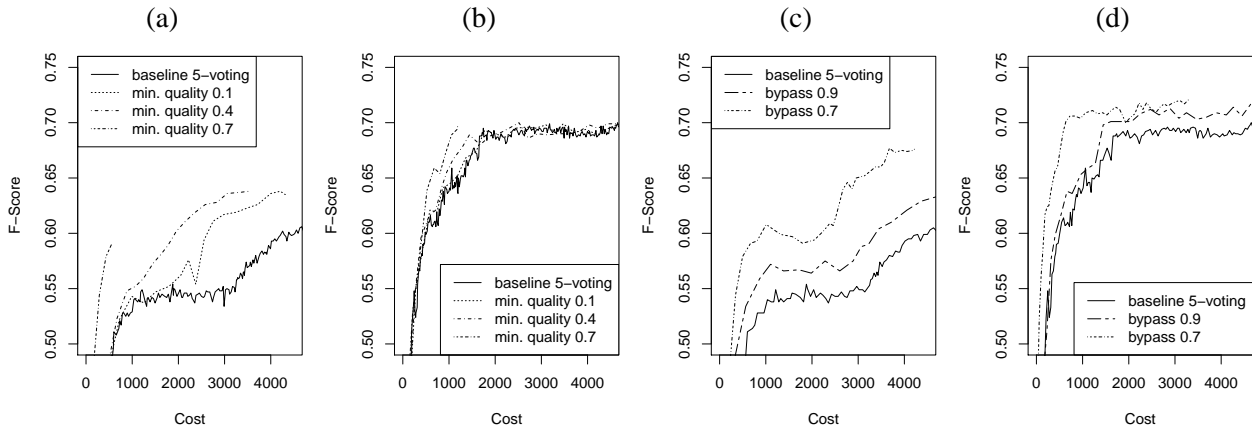 (a)
baseline 5−voting
min. quality 0.1
min. quality 0.4
min. quality 0.7
F−Score
0.75
0.70
0.65
0.60
0.55
0.50
0 1000 2000 3000 4000
Cost
(b)
baseline 5−voting
min. quality 0.1
min. quality 0.4
min. quality 0.7
F−Score
0.75
0.70
0.65
0.60
0.55
0.50
0 1000 2000 3000 4000
Cost
(c)
baseline 5−voting
bypass 0.9
bypass 0.7
F−Score
0.75
0.70
0.65
0.60
0.55
0.50
0 1000 2000 3000 4000
Cost
(d)
baseline 5−voting
bypass 0.9
bypass 0.7
F−Score
0.75
0.70
0.65
0.60
0.55
0.50
0 1000 2000 3000 4000
Cost